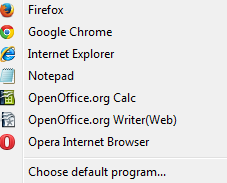 Firefox
Google Chrome
Internet Explorer
Notepad
OpenOffice.org Calc
OpenOffice.org Writer(Web)
Opera Internet Browser
Choose default program...